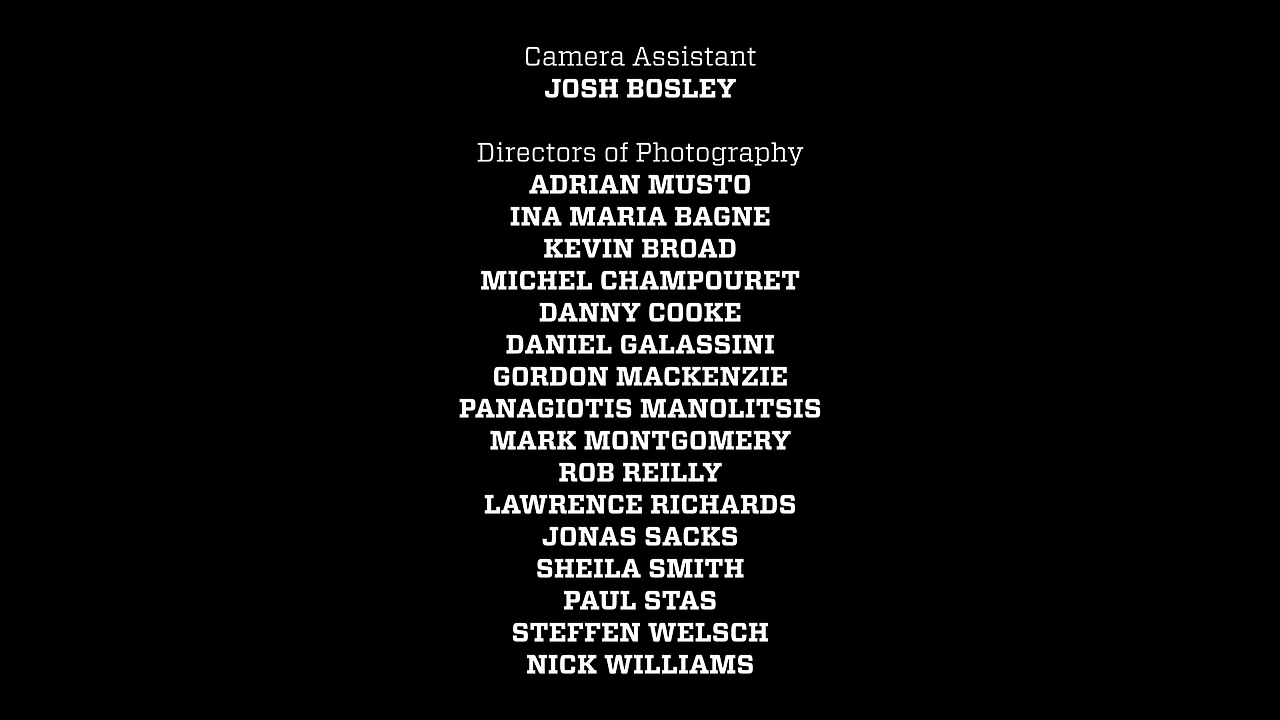 Camera Assistant
JOSH BOSLEY
Directors of Photography
ADRIAN MUSTO
INA MARIA BAGNE
KEVIN BROAD
MICHEL CHAMPOURET
DANNY COOKE
DANIEL GALASSINI
GORDON MACKENZIE
PANAGIOTIS MANOLITSIS
MARK MONTGOMERY
ROB REILLY
LAWRENCE RICHARDS
JONAS SACKS
SHEILA SMITH
PAUL STAS
STEFFEN WELSCH
NICK WILLIAMS